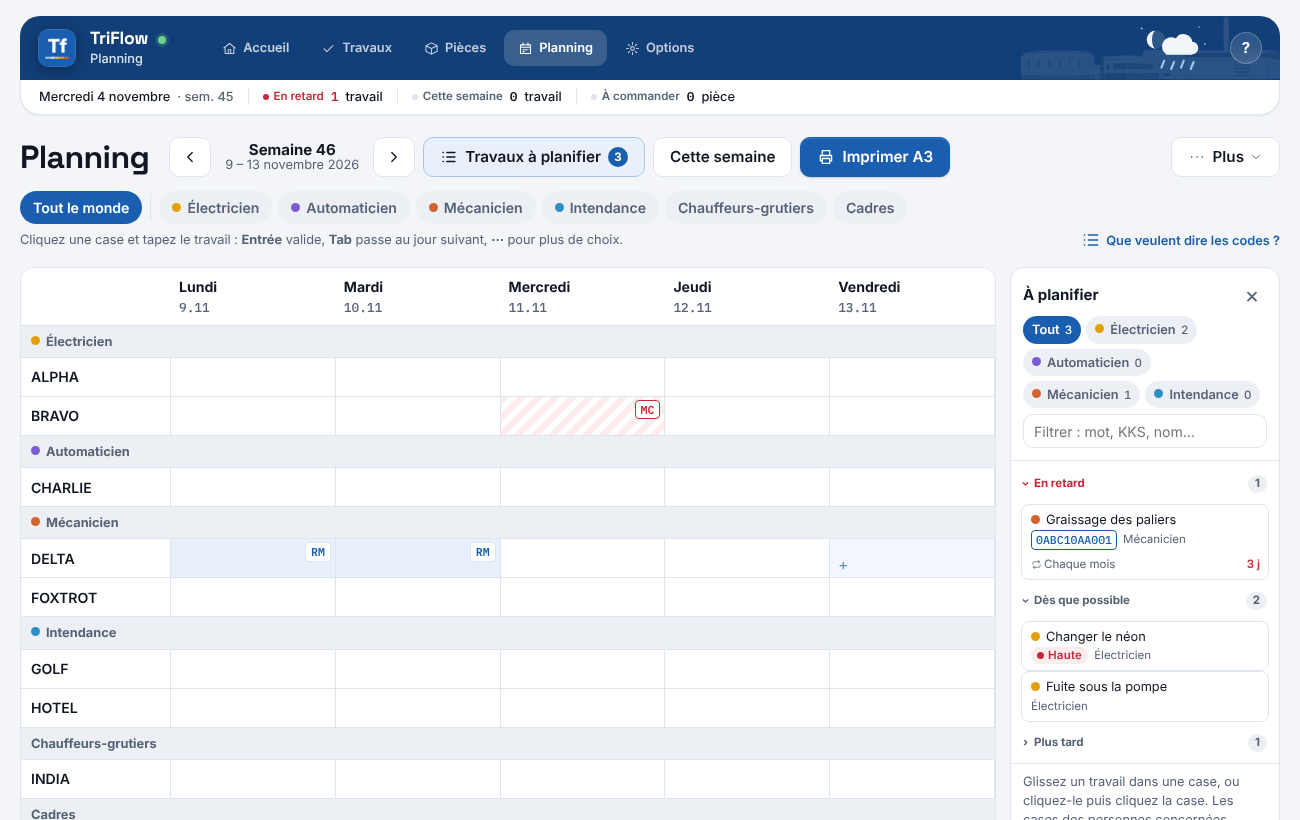 Tf
TriFlow
Planning
Accueil
Travaux
Pièces
Planning
Options
?
Mercredi 4 novembre · sem. 45
En retard 1 travail
Cette semaine 0 travail
À commander 0 pièce
Planning
Semaine 46
9 – 13 novembre 2026
Travaux à planifier 3
Cette semaine
Imprimer A3
··· Plus
Tout le monde
Électricien
Automaticien
Mécanicien
Intendance
Chauffeurs-grutiers
Cadres
Cliquez une case et tapez le travail : Entrée valide, Tab passe au jour suivant, ··· pour plus de choix.
Que veulent dire les codes ?
Lundi
9.11
Mardi
10.11
Mercredi
11.11
Jeudi
12.11
Vendredi
13.11
Électricien
ALPHA
BRAVO
MC
Automaticien
CHARLIE
Mécanicien
DELTA
RM
RM
+
FOXTROT
Intendance
GOLF
HOTEL
Chauffeurs-grutiers
INDIA
Cadres
À planifier
Tout 3
Électricien 2
Automaticien 0
Mécanicien 1
Intendance 0
Filtrer : mot, KKS, nom...
En retard 1
Graissage des paliers
0ABC10AA001 Mécanicien
Chaque mois 3 j
Dès que possible 2
Changer le néon
Haute Électricien
Fuite sous la pompe
Électricien
Plus tard 1
Glissez un travail dans une case, ou
cliquez-le puis cliquez la case. Les
cases des personnes concernées